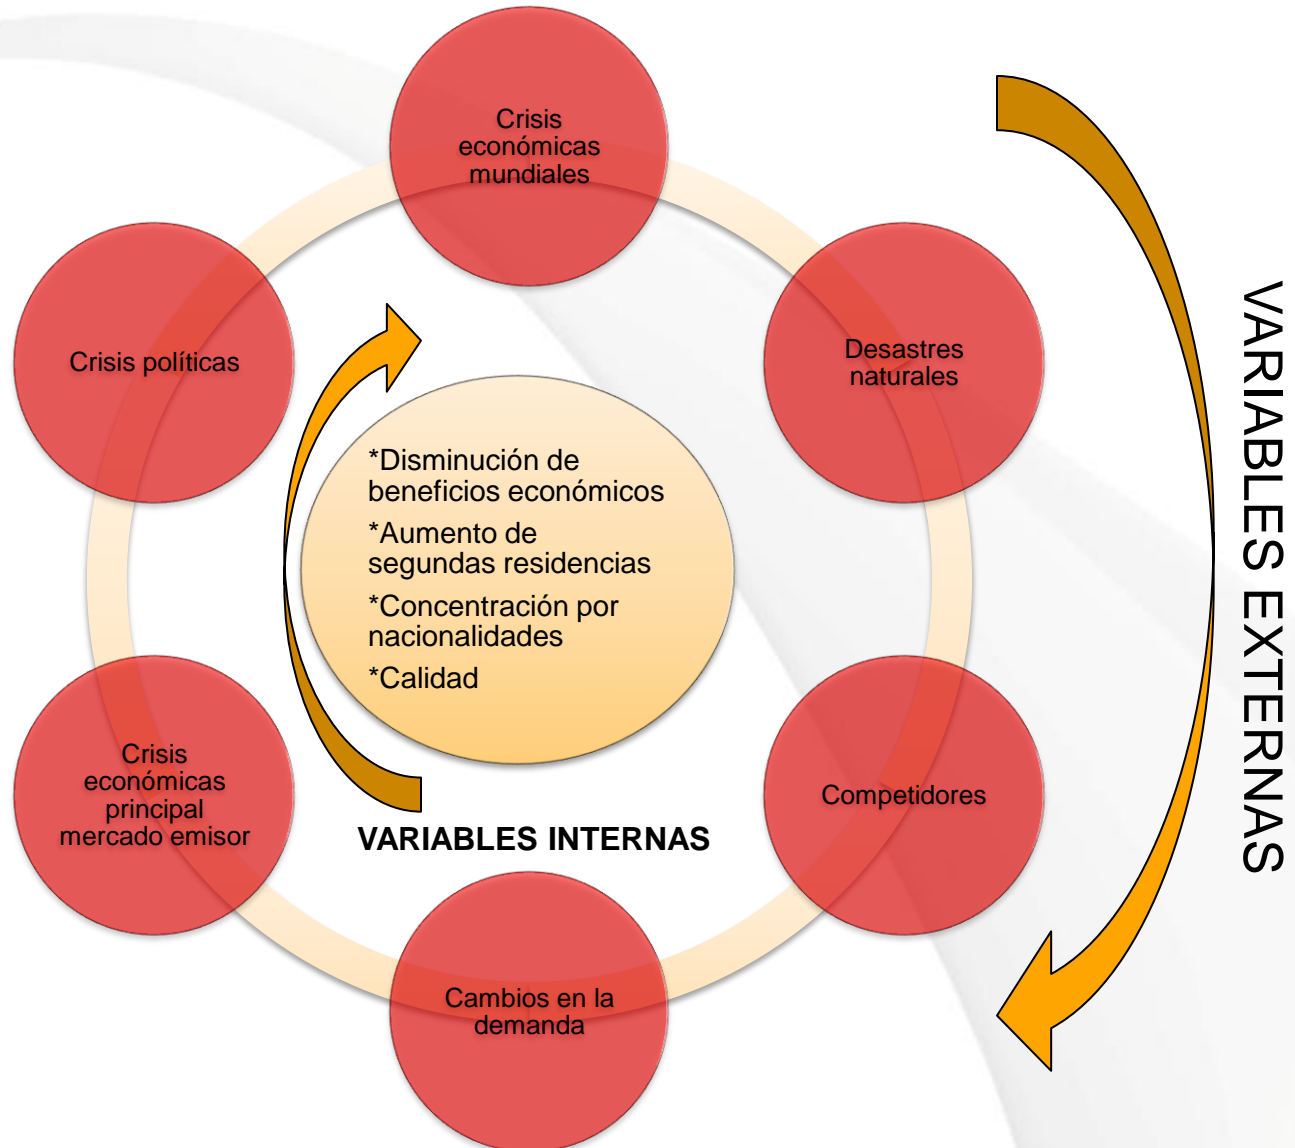 Crisis
económicas
mundiales
Desastres
naturales
Competidores
Cambios en la
demanda
Crisis
económicas
principal
mercado emisor
Crisis políticas
*Disminución de
beneficios económicos
*Aumento de
segundas residencias
*Concentración por
nacionalidades
*Calidad
VARIABLES INTERNAS
VARIABLES EXTERNAS